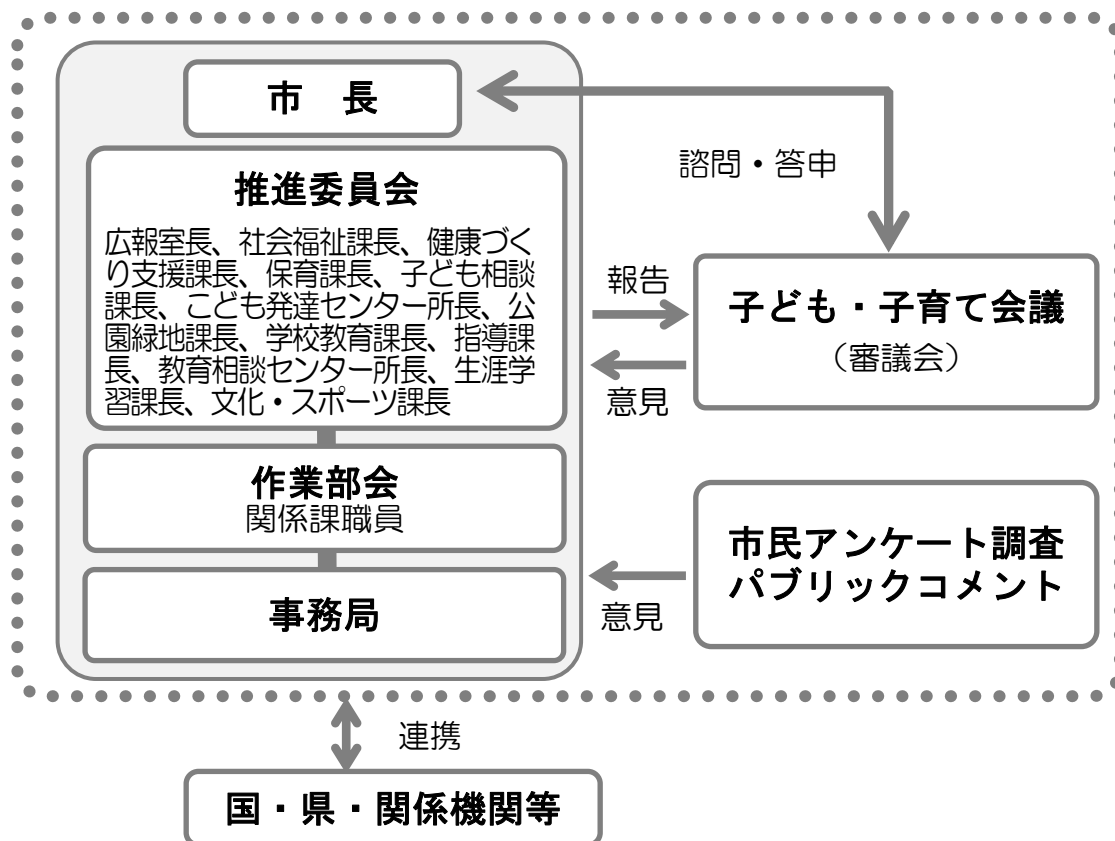 市　長
諮問・答申
推進委員会
広報室長、社会福祉課長、健康づく
り支援課長、保育課長、子ども相談
課長、こども発達センター所長、公
園緑地課長、学校教育課長、指導課
長、教育相談センター所長、生涯学
習課長、文化・スポーツ課長
報告
意見
子ども・子育て会議
（審議会）
作業部会
関係課職員
事務局
意見
市民アンケート調査
パブリックコメント
連携
国・県・関係機関等